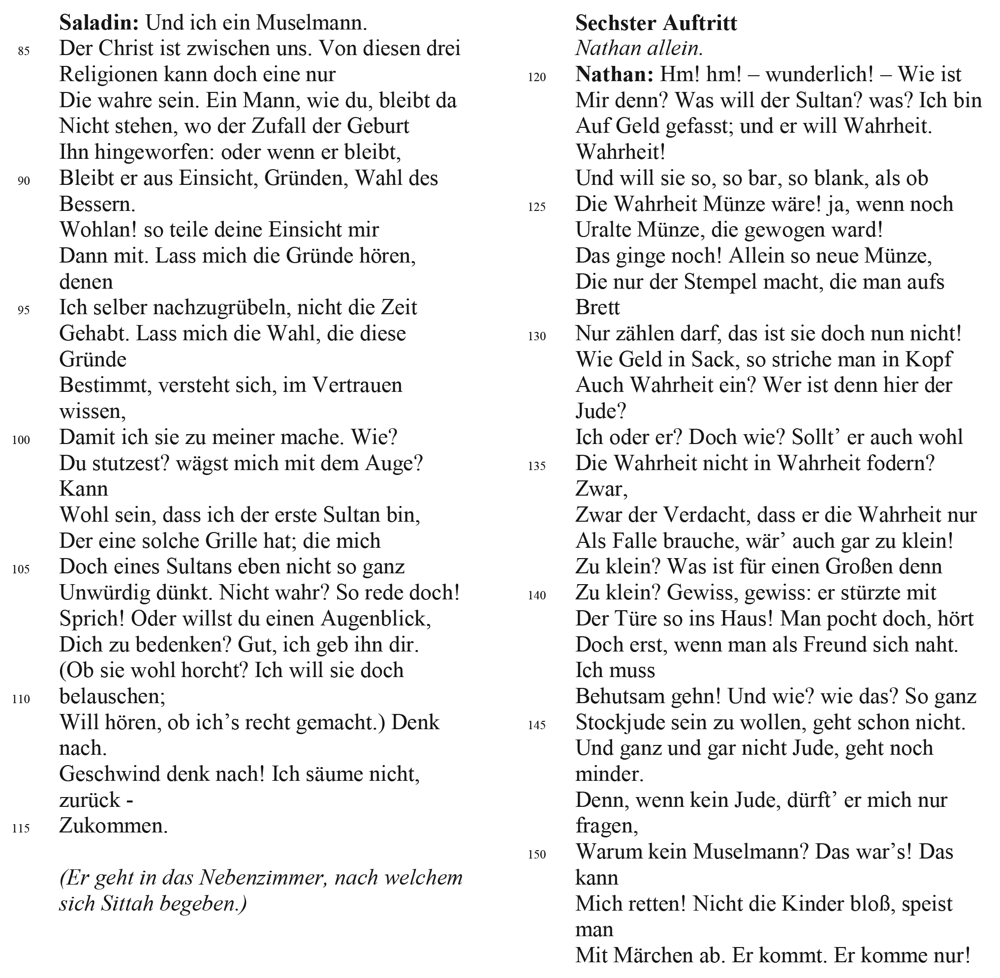 Saladin: Und ich ein Muselmann.
85 Der Christ ist zwischen uns. Von diesen drei
Religionen kann doch eine nur
Die wahre sein. Ein Mann, wie du, bleibt da
Nicht stehen, wo der Zufall der Geburt
Ihn hingeworfen: oder wenn er bleibt,
90 Bleibt er aus Einsicht, Gründen, Wahl des
Bessern.
Wohlan! so teile deine Einsicht mir
Dann mit. Lass mich die Gründe hören,
denen
95 Ich selber nachzugrübeln, nicht die Zeit
Gehabt. Lass mich die Wahl, die diese
Gründe
Bestimmt, versteht sich, im Vertrauen
wissen,
100 Damit ich sie zu meiner mache. Wie?
Du stutzest? wägst mich mit dem Auge?
Kann
Wohl sein, dass ich der erste Sultan bin,
Der eine solche Grille hat; die mich
105 Doch eines Sultans eben nicht so ganz
Unwürdig dünkt. Nicht wahr? So rede doch!
Sprich! Oder willst du einen Augenblick,
Dich zu bedenken? Gut, ich geb ihn dir.
(Ob sie wohl horcht? Ich will sie doch
110 belauschen;
Will hören, ob ich’s recht gemacht.) Denk
nach.
Geschwind denk nach! Ich säume nicht,
zurück -
115 Zukommen.
(Er geht in das Nebenzimmer, nach welchem
sich Sittah begeben.)
Sechster Auftritt
Nathan allein.
120 Nathan: Hm! hm! – wunderlich! – Wie ist
Mir denn? Was will der Sultan? was? Ich bin
Auf Geld gefasst; und er will Wahrheit.
Wahrheit!
Und will sie so, so bar, so blank, als ob
125 Die Wahrheit Münze wäre! ja, wenn noch
Uralte Münze, die gewogen ward!
Das ginge noch! Allein so neue Münze,
Die nur der Stempel macht, die man aufs
Brett
130 Nur zählen darf, das ist sie doch nun nicht!
Wie Geld in Sack, so striche man in Kopf
Auch Wahrheit ein? Wer ist denn hier der
Jude?
Ich oder er? Doch wie? Sollt’ er auch wohl
135 Die Wahrheit nicht in Wahrheit fodern?
Zwar,
Zwar der Verdacht, dass er die Wahrheit nur
Als Falle brauche, wär’ auch gar zu klein!
Zu klein? Was ist für einen Großen denn
140 Zu klein? Gewiss, gewiss: er stürzte mit
Der Türe so ins Haus! Man pocht doch, hört
Doch erst, wenn man als Freund sich naht.
Ich muss
Behutsam gehn! Und wie? wie das? So ganz
145 Stockjude sein zu wollen, geht schon nicht.
Und ganz und gar nicht Jude, geht noch
minder.
Denn, wenn kein Jude, dürft’ er mich nur
fragen,
150 Warum kein Muselmann? Das war’s! Das
kann
Mich retten! Nicht die Kinder bloß, speist
man
Mit Märchen ab. Er kommt. Er komme nur!